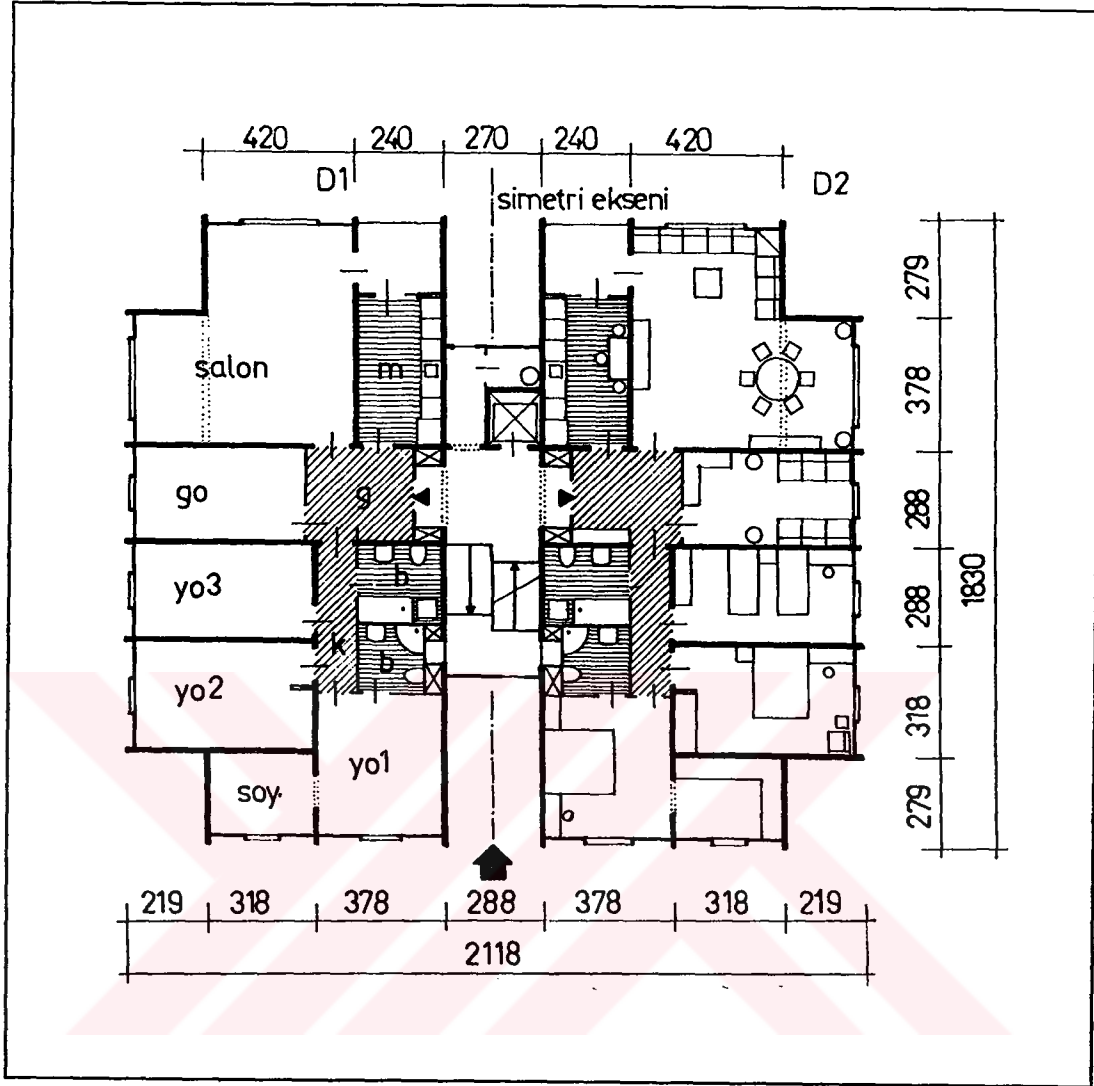 420 240 270 240 420
D1 D2
simetri ekseni
salon m
279
378
go g
288
yo3 b
288
1830
k b
yo2
318
yo1
soy.
279
219 318 378 288 378 318 219
2118